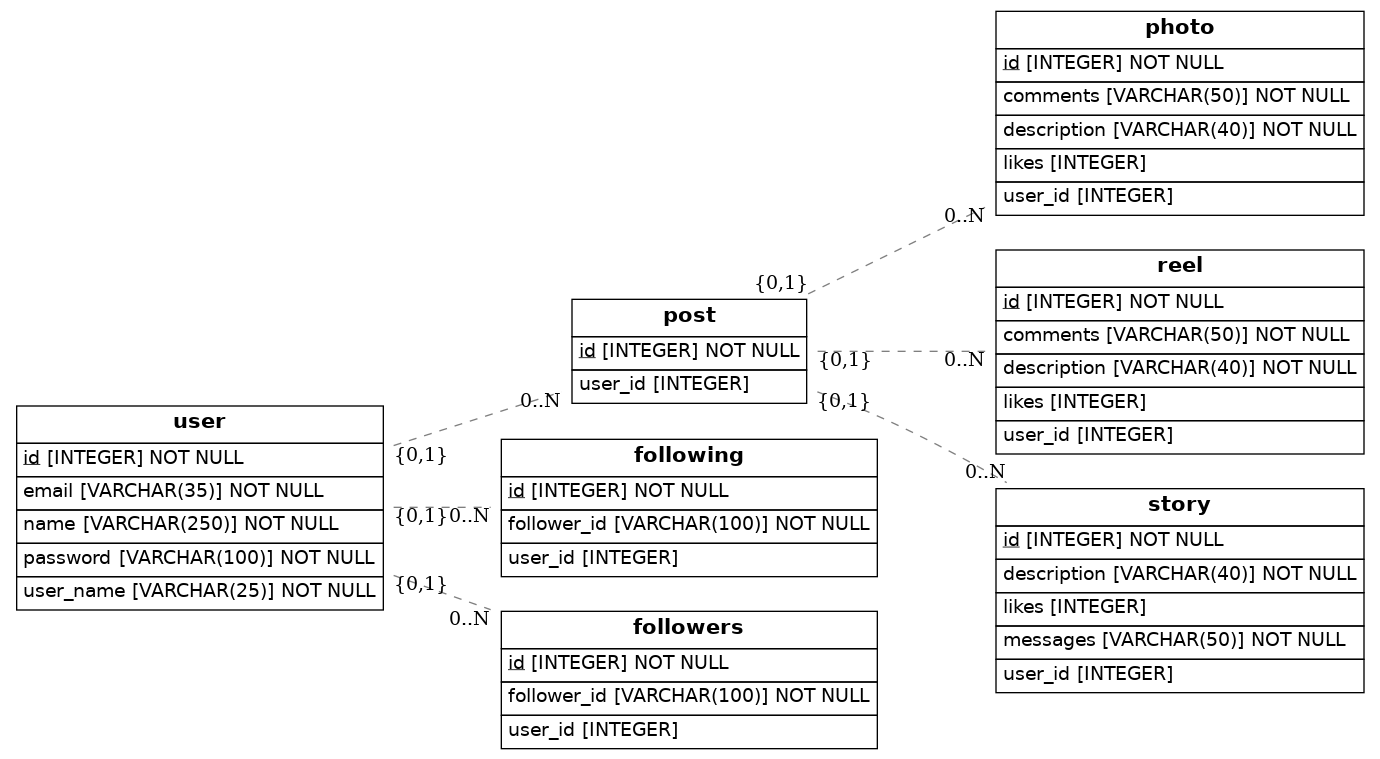 photo
id [INTEGER] NOT NULL
comments [VARCHAR(50)] NOT NULL
description [VARCHAR(40)] NOT NULL
likes [INTEGER]
user_id [INTEGER]
0..N
{0,1}
reel
id [INTEGER] NOT NULL
comments [VARCHAR(50)] NOT NULL
description [VARCHAR(40)] NOT NULL
likes [INTEGER]
user_id [INTEGER]
post
id [INTEGER] NOT NULL
user_id [INTEGER]
{0,1}
0..N
{0,1}
0..N
0..N
{0,1}
user
id [INTEGER] NOT NULL
email [VARCHAR(35)] NOT NULL
name [VARCHAR(250)] NOT NULL
password [VARCHAR(100)] NOT NULL
user_name [VARCHAR(25)] NOT NULL
following
id [INTEGER] NOT NULL
follower_id [VARCHAR(100)] NOT NULL
user_id [INTEGER]
{0,1}
0..N
story
id [INTEGER] NOT NULL
description [VARCHAR(40)] NOT NULL
likes [INTEGER]
messages [VARCHAR(50)] NOT NULL
user_id [INTEGER]
{0,1}
0..N
followers
id [INTEGER] NOT NULL
follower_id [VARCHAR(100)] NOT NULL
user_id [INTEGER]